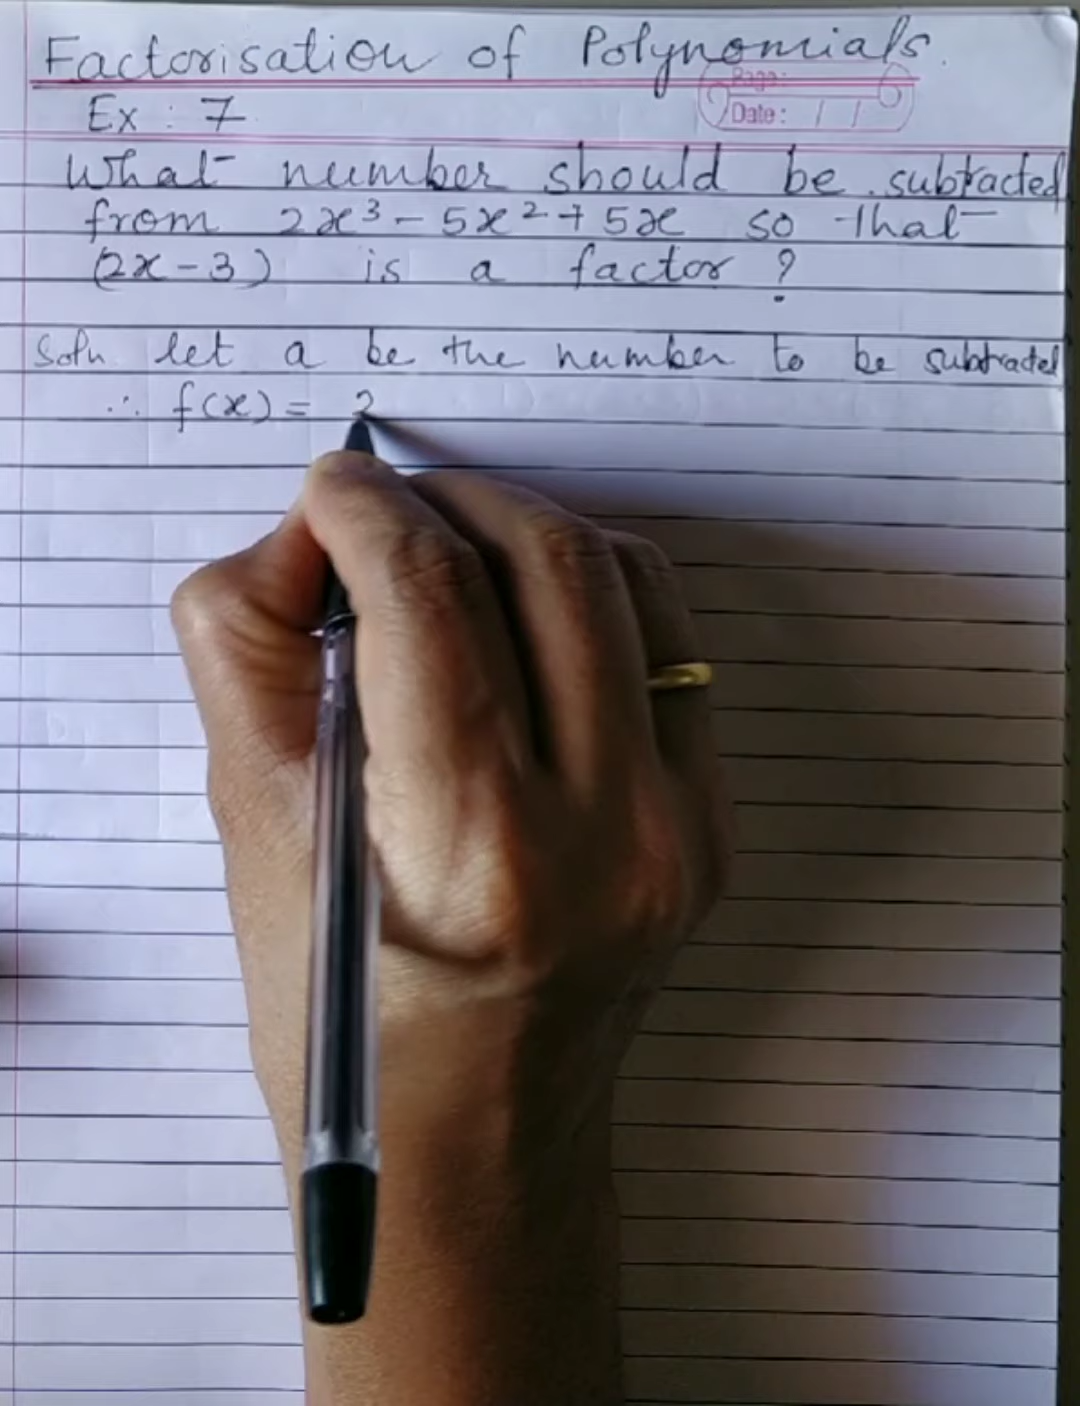 Factorisation of Polynomials.
Page:
Ex : 7
Date: / /
What number should be subtracted
from 2x³ - 5x² + 5x so that
(2x - 3) is a factor ?
Soln. let a be the number to be subtracted
∴ f(x) = 2